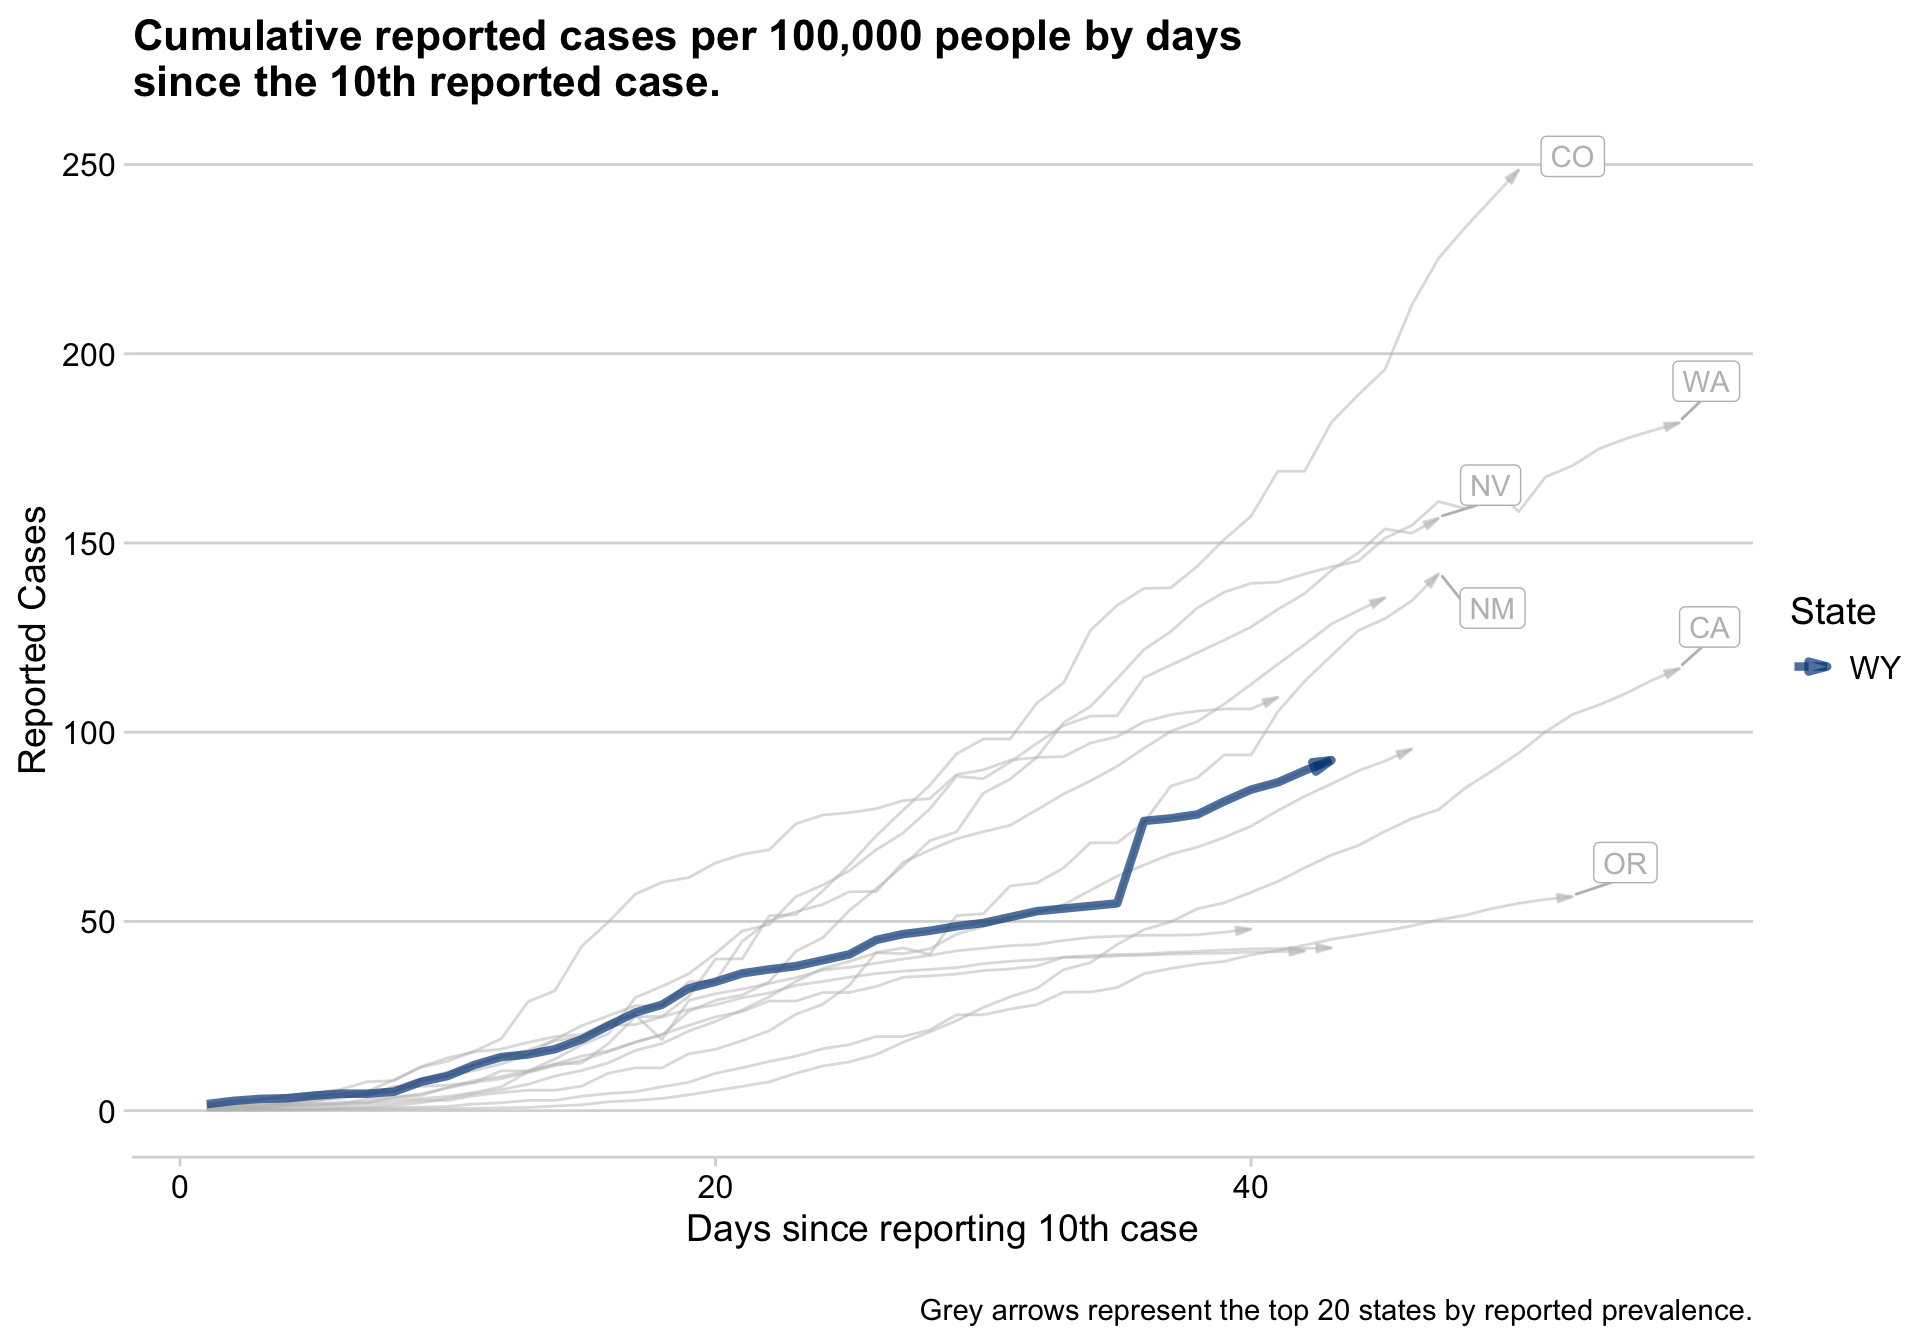 Cumulative reported cases per 100,000 people by days
since the 10th reported case.
250
200
150
100
50
0
Reported Cases
CO
WA
NV
NM
CA
OR
State
WY
0
20
40
Days since reporting 10th case
Grey arrows represent the top 20 states by reported prevalence.